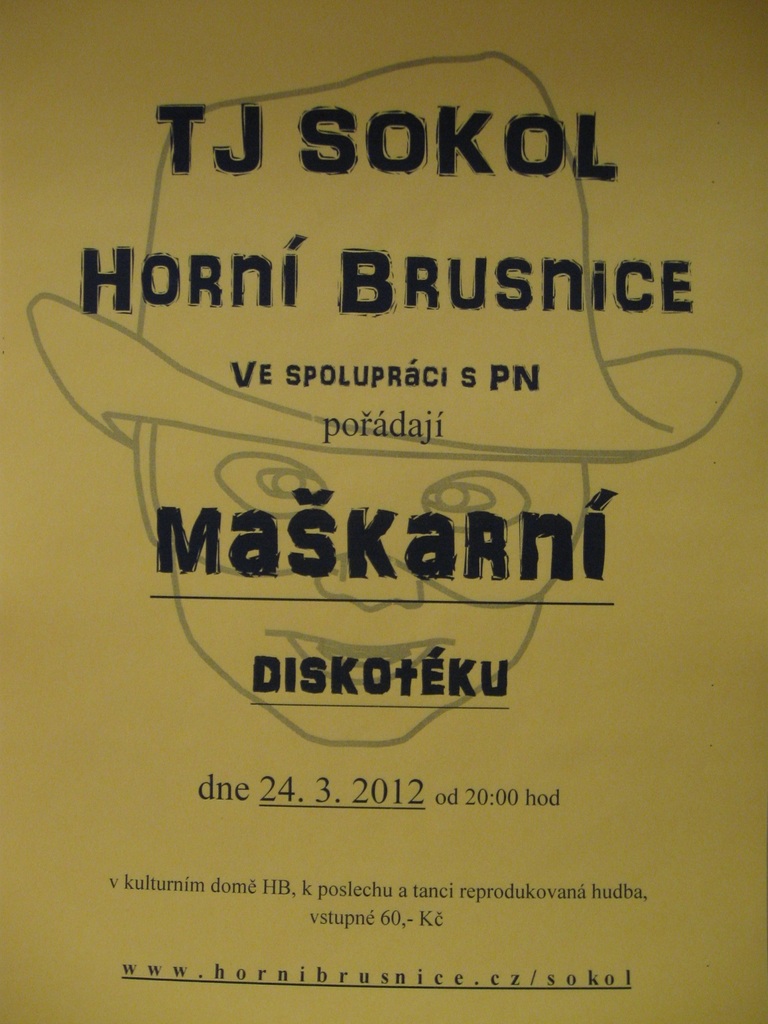 TJ SOKOL
HORNÍ BRUSNICE
VE SPOLUPRÁCI S PN
pořádají
MaškaRní
DISKOtÉKU
dne 24. 3. 2012 od 20:00 hod
v kulturním domě HB, k poslechu a tanci reprodukovaná hudba,
vstupné 60,- Kč
www.hornibrusnice.cz/sokol